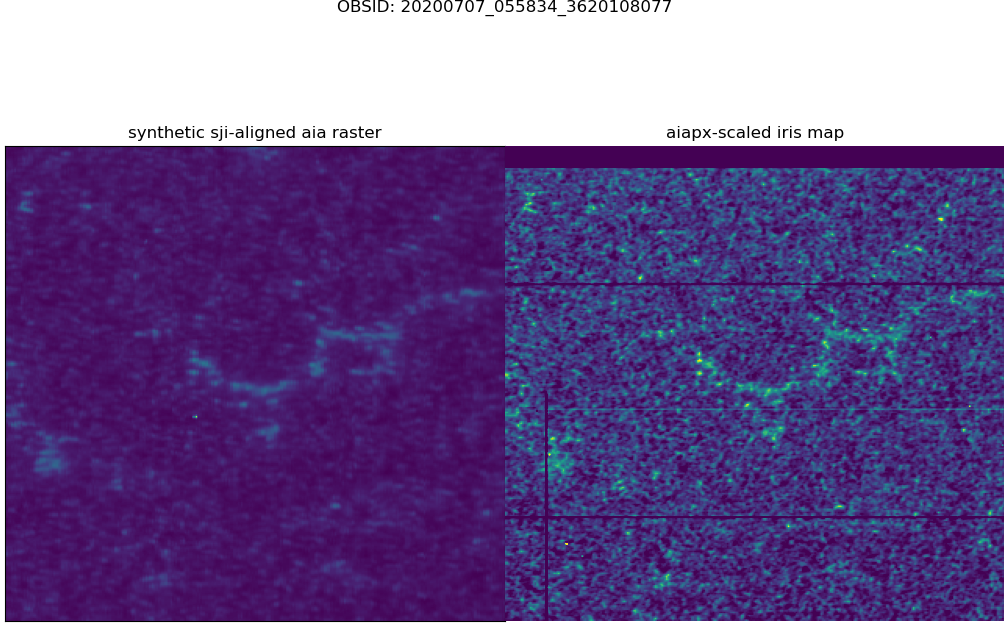 OBSID: 20200707_055834_3620108077
synthetic sji-aligned aia raster
aiapx-scaled iris map